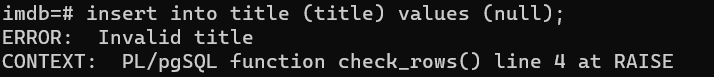 imdb=# insert into title (title) values (null);
ERROR:  Invalid title
CONTEXT:  PL/pgSQL function check_rows() line 4 at RAISE